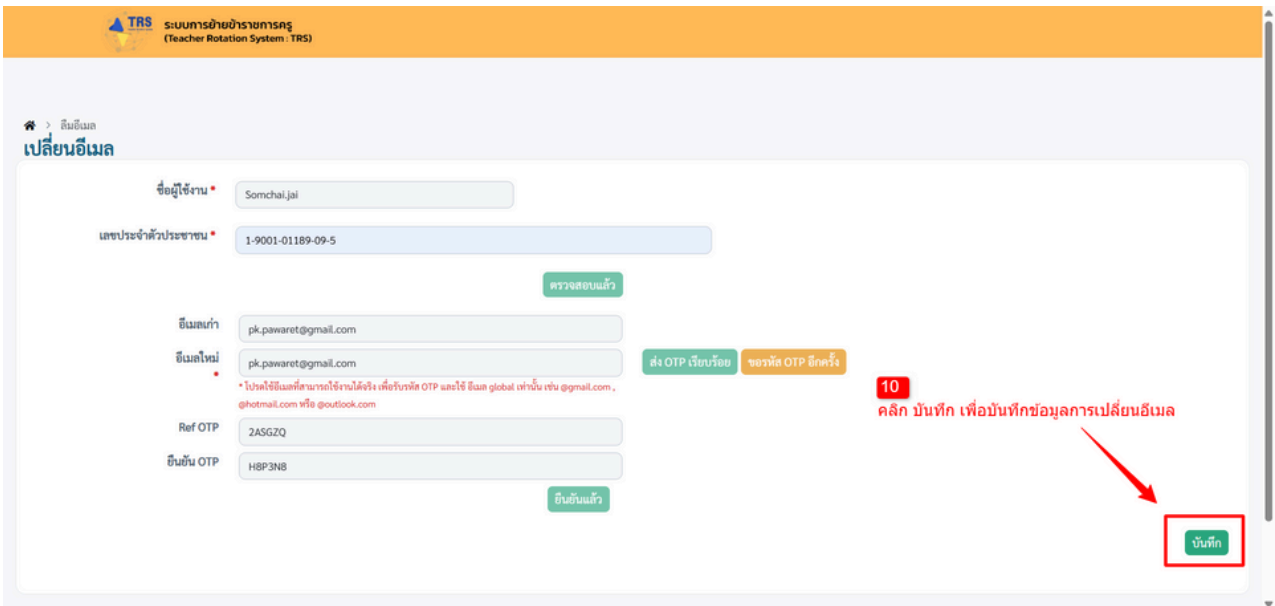 TRS ระบบการย้ายข้าราชการครู
(Teacher Rotation System : TRS)
> ลืมอีเมล
เปลี่ยนอีเมล
ชื่อผู้ใช้งาน * Somchai.jai
เลขประจำตัวประชาชน * 1-9001-01189-09-5
ตรวจสอบแล้ว
อีเมลเก่า pk.pawaret@gmail.com
อีเมลใหม่ * pk.pawaret@gmail.com ส่ง OTP เรียบร้อย ขอรหัส OTP อีกครั้ง
* โปรดใช้อีเมลที่สามารถใช้งานได้จริง เพื่อรับรหัส OTP และใช้ อีเมล global เท่านั้น เช่น @gmail.com ,
@hotmail.com หรือ @outlook.com
10
คลิก บันทึก เพื่อบันทึกข้อมูลการเปลี่ยนอีเมล
Ref OTP 2ASGZQ
ยืนยัน OTP H8P3N8
ยืนยันแล้ว
บันทึก